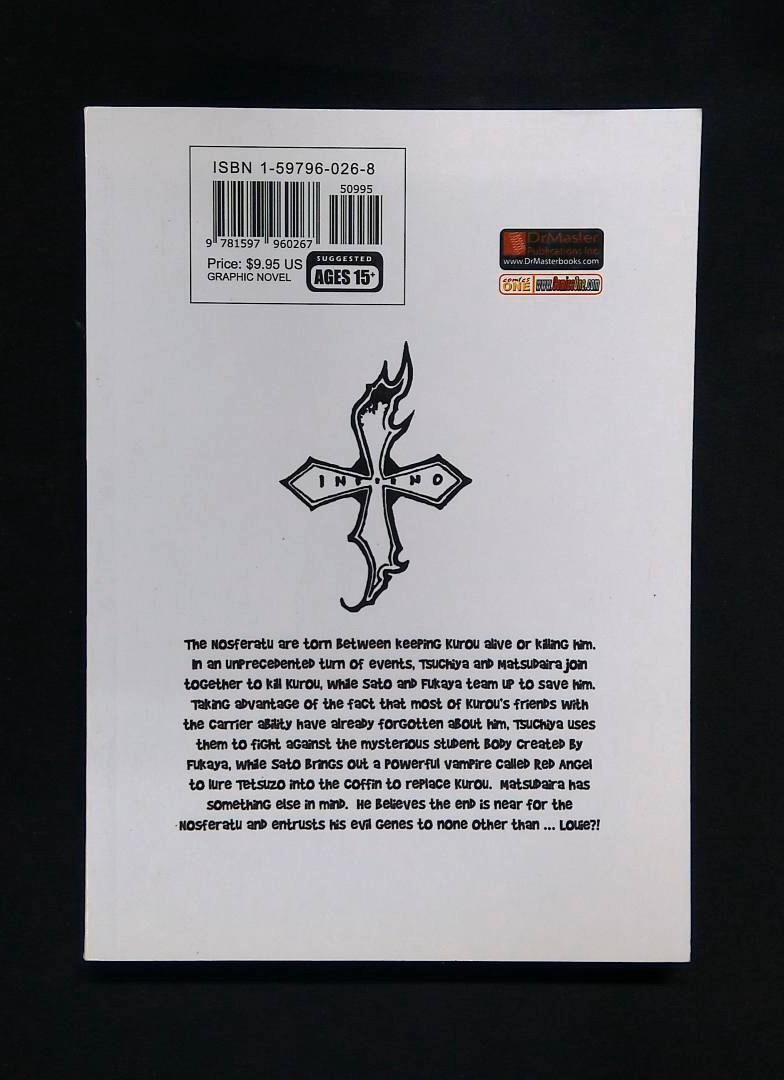 ISBN 1-59796-026-8
50995
9 781597 960267
Price: $9.95 US
GRAPHIC NOVEL
SUGGESTED
AGES 15+
DrMaster
Publications Inc.
www.DrMasterbooks.com
comics
ONE
www.ComicsOne.com
INFERNO
The Nosferatu are torn between keeping Kurou alive or killing him.
In an unprecedented turn of events, Tsuchiya and Matsudaira join
together to kill Kurou, while Sato and Fukaya team up to save him.
Taking advantage of the fact that most of Kurou's friends with
the carrier ability have already forgotten about him, Tsuchiya uses
them to fight against the mysterious student body created by
Fukaya, while Sato brings out a powerful vampire called Red Angel
to lure Tetsuzo into the coffin to replace Kurou. Matsudaira has
something else in mind. He believes the end is near for the
Nosferatu and entrusts his evil genes to none other than ... Louie?!